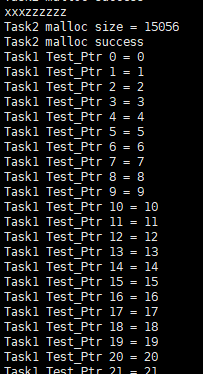 xxxzzzzzz
Task2 malloc size = 15056
Task2 malloc success
Task1 Test_Ptr 0 = 0
Task1 Test_Ptr 1 = 1
Task1 Test_Ptr 2 = 2
Task1 Test_Ptr 3 = 3
Task1 Test_Ptr 4 = 4
Task1 Test_Ptr 5 = 5
Task1 Test_Ptr 6 = 6
Task1 Test_Ptr 7 = 7
Task1 Test_Ptr 8 = 8
Task1 Test_Ptr 9 = 9
Task1 Test_Ptr 10 = 10
Task1 Test_Ptr 11 = 11
Task1 Test_Ptr 12 = 12
Task1 Test_Ptr 13 = 13
Task1 Test_Ptr 14 = 14
Task1 Test_Ptr 15 = 15
Task1 Test_Ptr 16 = 16
Task1 Test_Ptr 17 = 17
Task1 Test_Ptr 18 = 18
Task1 Test_Ptr 19 = 19
Task1 Test_Ptr 20 = 20
Task1 Test_Ptr 21 = 21